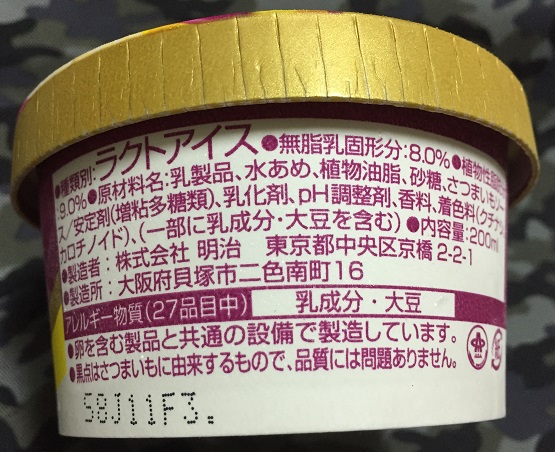 ●種類別:ラクトアイス●無脂乳固形分:8.0%●植物性脂肪分
:9.0%●原材料名:乳製品、水あめ、植物油脂、砂糖、さつまいもソー
ス/安定剤(増粘多糖類)、乳化剤、pH調整剤、香料、着色料(クチナシ、
カロチノイド)、(一部に乳成分・大豆を含む)●内容量:200ml
●製造者:株式会社 明治 東京都中央区京橋 2-2-1
●製造所:大阪府貝塚市二色南町16
アレルギー物質(27品目中) 乳成分・大豆
●卵を含む製品と共通の設備で製造しています。
●黒点はさつまいもに由来するもので、品質には問題ありません。
58J11F3.